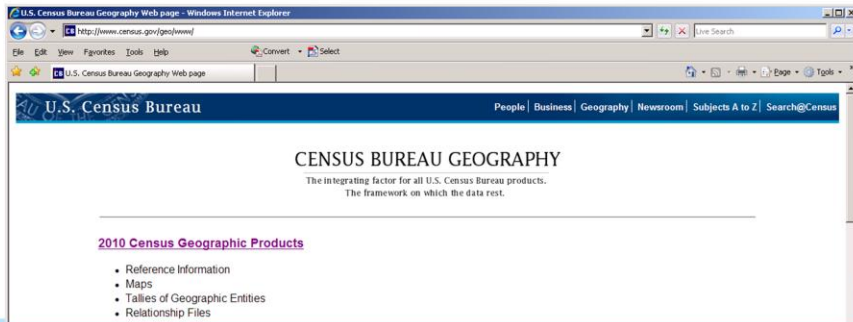 U.S. Census Bureau Geography Web page - Windows Internet Explorer
http://www.census.gov/geo/www/
Live Search
File Edit View Favorites Tools Help
Convert Select
U.S. Census Bureau Geography Web page
Page Tools
U.S. Census Bureau
People | Business | Geography | Newsroom | Subjects A to Z | Search@Census
CENSUS BUREAU GEOGRAPHY
The integrating factor for all U.S. Census Bureau products.
The framework on which the data rest.
2010 Census Geographic Products
• Reference Information
• Maps
• Tallies of Geographic Entities
• Relationship Files